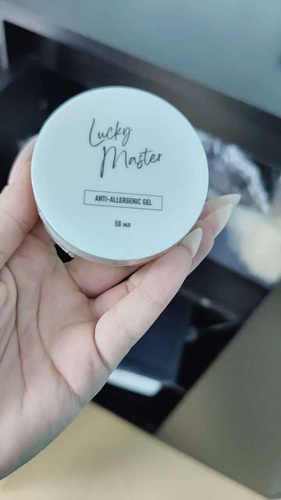 Lucky
Master
ANTI-ALLERGENIC GEL
50 мл